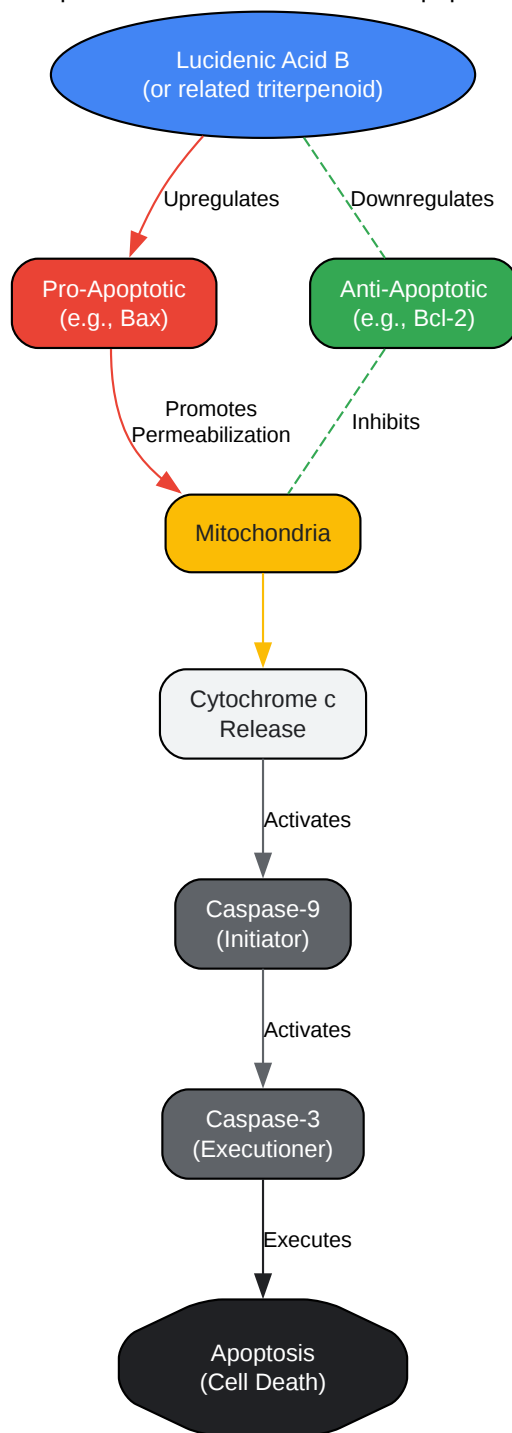 Lucidenic Acid B
(or related triterpenoid)
Upregulates
Downregulates
Pro-Apoptotic
(e.g., Bax)
Anti-Apoptotic
(e.g., Bcl-2)
Promotes
Permeabilization
Inhibits
Mitochondria
Cytochrome c
Release
Activates
Caspase-9
(Initiator)
Activates
Caspase-3
(Executioner)
Executes
Apoptosis
(Cell Death)